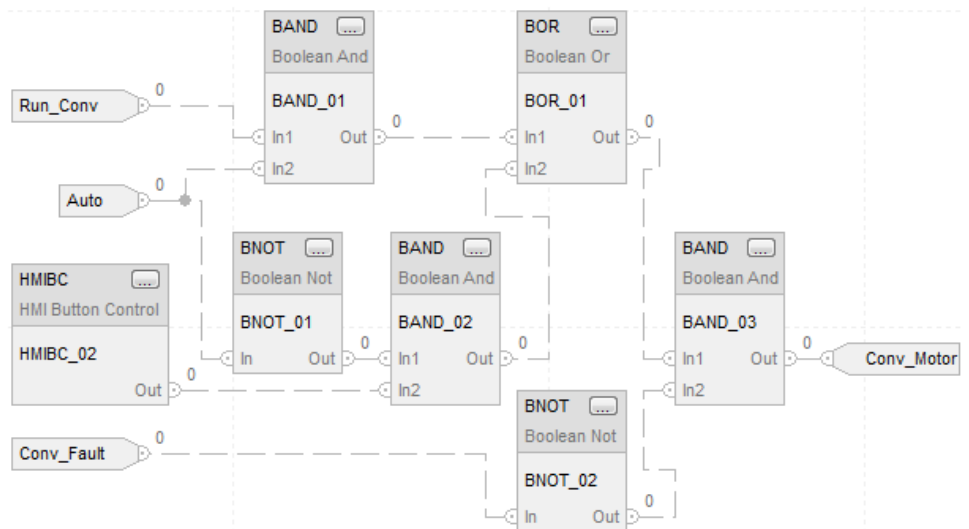 BAND ...
Boolean And
BAND_01
In1 Out
In2
BOR ...
Boolean Or
BOR_01
In1 Out
In2
Run_Conv
0
0
0
Auto
0
HMIBC ...
HMI Button Control
HMIBC_02
Out
0
BNOT ...
Boolean Not
BNOT_01
In Out
0
BAND ...
Boolean And
BAND_02
In1 Out
In2
0
BAND ...
Boolean And
BAND_03
In1 Out
In2
0
Conv_Motor
Conv_Fault
0
BNOT ...
Boolean Not
BNOT_02
In Out
0